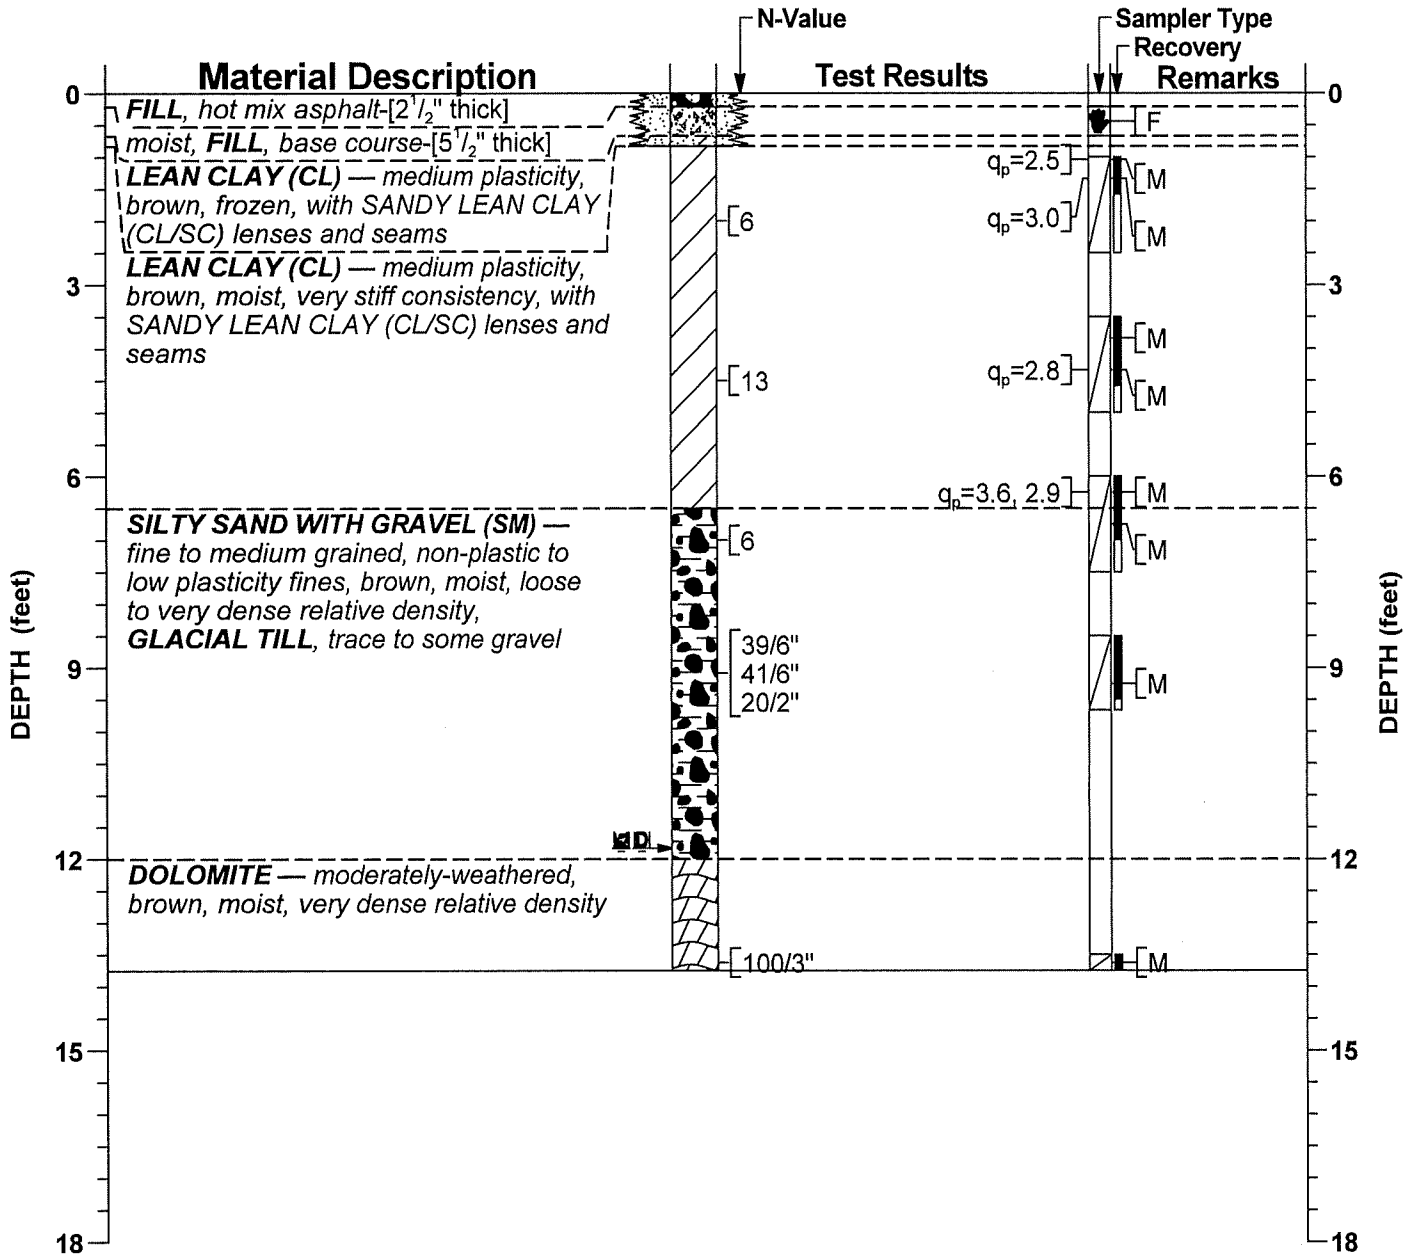 N-Value
Sampler Type
Recovery
Material Description
Test Results
Remarks
0
0
FILL, hot mix asphalt-[2 1/2" thick]
F
moist, FILL, base course-[5 1/2" thick]
qp=2.5
LEAN CLAY (CL) — medium plasticity,
M
brown, frozen, with SANDY LEAN CLAY
6
qp=3.0
(CL/SC) lenses and seams
M
LEAN CLAY (CL) — medium plasticity,
3
3
brown, moist, very stiff consistency, with
SANDY LEAN CLAY (CL/SC) lenses and
M
seams
13
qp=2.8
M
6
qp=3.6, 2.9
M
6
SILTY SAND WITH GRAVEL (SM) —
6
fine to medium grained, non-plastic to
M
low plasticity fines, brown, moist, loose
to very dense relative density,
GLACIAL TILL, trace to some gravel
39/6"
9
41/6"
M
9
20/2"
DEPTH (feet)
DEPTH (feet)
D
12
12
DOLOMITE — moderately-weathered,
brown, moist, very dense relative density
100/3"
M
15
15
18
18